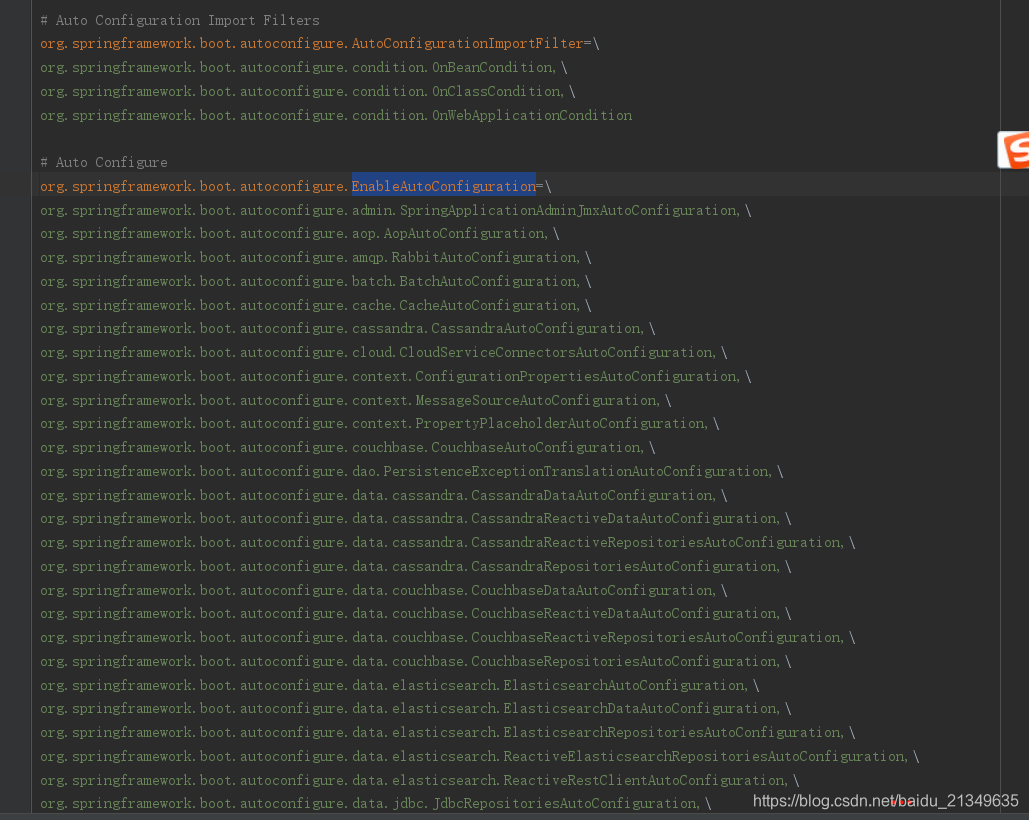 # Auto Configuration Import Filters
org.springframework.boot.autoconfigure.AutoConfigurationImportFilter=\
org.springframework.boot.autoconfigure.condition.OnBeanCondition,\
org.springframework.boot.autoconfigure.condition.OnClassCondition,\
org.springframework.boot.autoconfigure.condition.OnWebApplicationCondition
# Auto Configure
org.springframework.boot.autoconfigure.EnableAutoConfiguration=\
org.springframework.boot.autoconfigure.admin.SpringApplicationAdminJmxAutoConfiguration,\
org.springframework.boot.autoconfigure.aop.AopAutoConfiguration,\
org.springframework.boot.autoconfigure.amqp.RabbitAutoConfiguration,\
org.springframework.boot.autoconfigure.batch.BatchAutoConfiguration,\
org.springframework.boot.autoconfigure.cache.CacheAutoConfiguration,\
org.springframework.boot.autoconfigure.cassandra.CassandraAutoConfiguration,\
org.springframework.boot.autoconfigure.cloud.CloudServiceConnectorsAutoConfiguration,\
org.springframework.boot.autoconfigure.context.ConfigurationPropertiesAutoConfiguration,\
org.springframework.boot.autoconfigure.context.MessageSourceAutoConfiguration,\
org.springframework.boot.autoconfigure.context.PropertyPlaceholderAutoConfiguration,\
org.springframework.boot.autoconfigure.couchbase.CouchbaseAutoConfiguration,\
org.springframework.boot.autoconfigure.dao.PersistenceExceptionTranslationAutoConfiguration,\
org.springframework.boot.autoconfigure.data.cassandra.CassandraDataAutoConfiguration,\
org.springframework.boot.autoconfigure.data.cassandra.CassandraReactiveDataAutoConfiguration,\
org.springframework.boot.autoconfigure.data.cassandra.CassandraReactiveRepositoriesAutoConfiguration,\
org.springframework.boot.autoconfigure.data.cassandra.CassandraRepositoriesAutoConfiguration,\
org.springframework.boot.autoconfigure.data.couchbase.CouchbaseDataAutoConfiguration,\
org.springframework.boot.autoconfigure.data.couchbase.CouchbaseReactiveDataAutoConfiguration,\
org.springframework.boot.autoconfigure.data.couchbase.CouchbaseReactiveRepositoriesAutoConfiguration,\
org.springframework.boot.autoconfigure.data.couchbase.CouchbaseRepositoriesAutoConfiguration,\
org.springframework.boot.autoconfigure.data.elasticsearch.ElasticsearchAutoConfiguration,\
org.springframework.boot.autoconfigure.data.elasticsearch.ElasticsearchDataAutoConfiguration,\
org.springframework.boot.autoconfigure.data.elasticsearch.ElasticsearchRepositoriesAutoConfiguration,\
org.springframework.boot.autoconfigure.data.elasticsearch.ReactiveElasticsearchRepositoriesAutoConfiguration,\
org.springframework.boot.autoconfigure.data.elasticsearch.ReactiveRestClientAutoConfiguration,\
org.springframework.boot.autoconfigure.data.jdbc.JdbcRepositoriesAutoConfiguration,\
https://blog.csdn.net/baidu_21349635